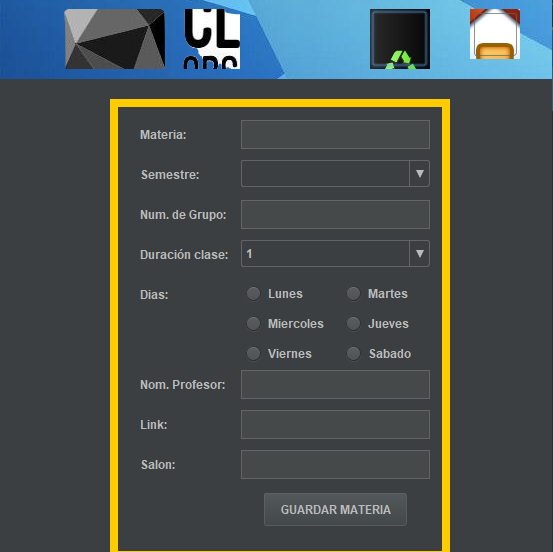 CL
Materia:
Semestre:
Num. de Grupo:
Duración clase: 1
Dias: Lunes Martes
Miercoles Jueves
Viernes Sabado
Nom. Profesor:
Link:
Salon:
GUARDAR MATERIA